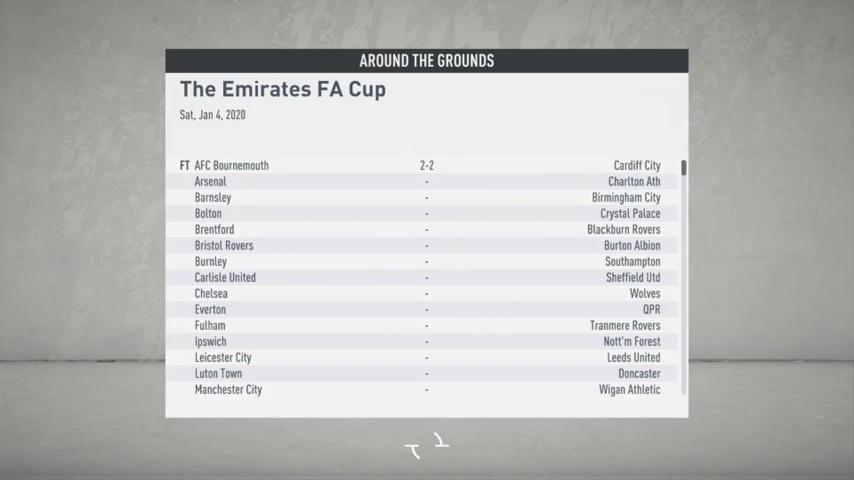 AROUND THE GROUNDS
The Emirates FA Cup
Sat, Jan 4, 2020
FT AFC Bournemouth 2-2 Cardiff City
Arsenal - Charlton Ath
Barnsley - Birmingham City
Bolton - Crystal Palace
Brentford - Blackburn Rovers
Bristol Rovers - Burton Albion
Burnley - Southampton
Carlisle United - Sheffield Utd
Chelsea - Wolves
Everton - QPR
Fulham - Tranmere Rovers
Ipswich - Nott'm Forest
Leicester City - Leeds United
Luton Town - Doncaster
Manchester City - Wigan Athletic